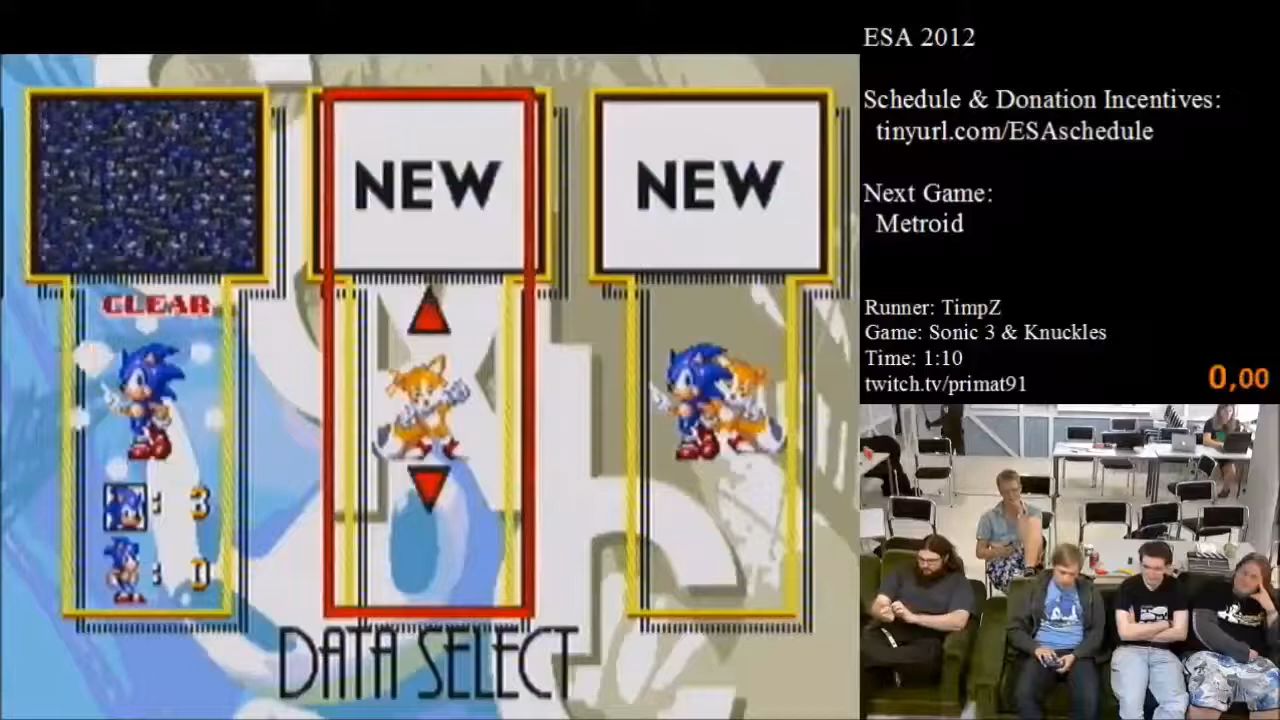 ESA 2012
Schedule & Donation Incentives:
tinyurl.com/ESAschedule
Next Game:
Metroid
Runner: TimpZ
Game: Sonic 3 & Knuckles
Time: 1:10
twitch.tv/primat91
0,00
NEW
NEW
CLEAR
: 3
: 0
DATA SELECT